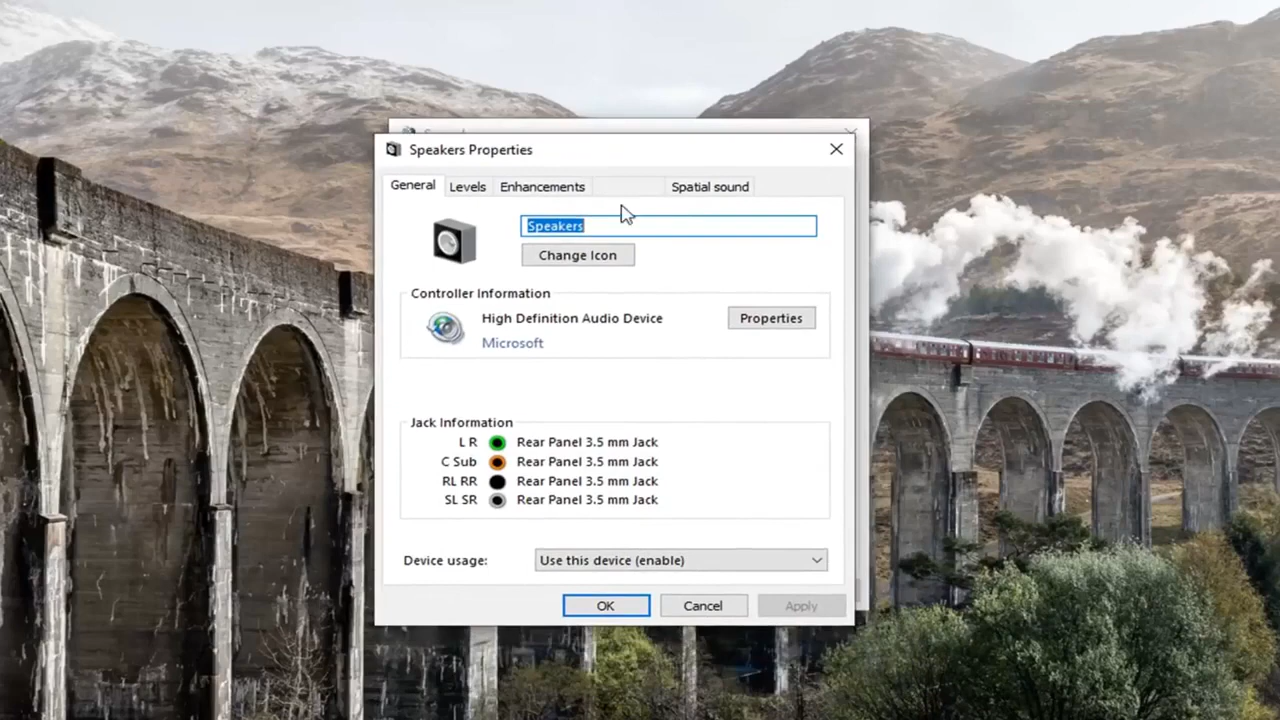 Speakers Properties
General Levels Enhancements Spatial sound
Speakers
Change Icon
Controller Information
High Definition Audio Device
Properties
Microsoft
Jack Information
L R Rear Panel 3.5 mm Jack
C Sub Rear Panel 3.5 mm Jack
RL RR Rear Panel 3.5 mm Jack
SL SR Rear Panel 3.5 mm Jack
Device usage: Use this device (enable)
OK Cancel Apply